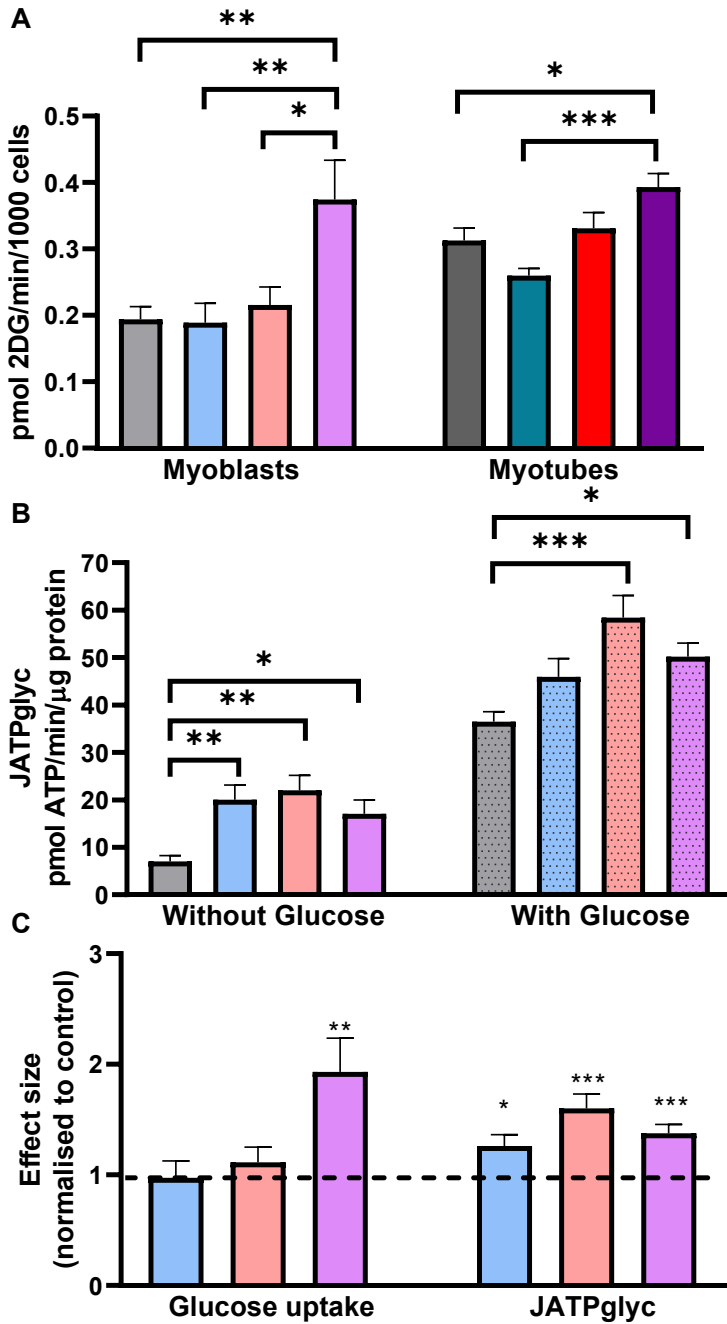 A
** 
**
*
*
***
pmol 2DG/min/1000 cells
0.5
0.4
0.3
0.2
0.1
0.0
Myoblasts Myotubes
B
*
***
*
**
**
JATPglyc
pmol ATP/min/μg protein
70
60
50
40
30
20
10
0
Without Glucose With Glucose
C
Effect size
(normalised to control)
3
2
1
0
**
*
***
***
Glucose uptake JATPglyc